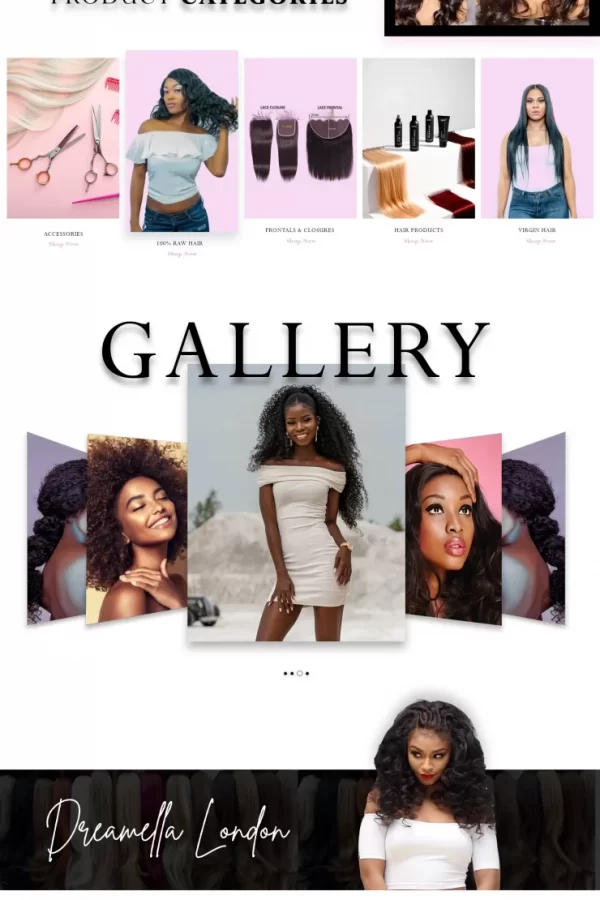 PRODUCT CATEGORIES
LACE CLOSURE
LACE FRONTAL
ACCESSORIES
Shop Now
100% RAW HAIR
Shop Now
FRONTALS & CLOSURES
Shop Now
HAIR PRODUCTS
Shop Now
VIRGIN HAIR
Shop Now
GALLERY
Dreamella London